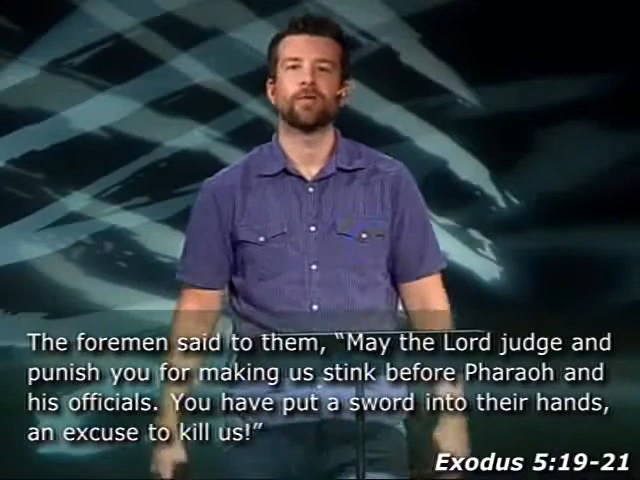 The foremen said to them, “May the Lord judge and
punish you for making us stink before Pharaoh and
his officials. You have put a sword into their hands,
an excuse to kill us!”
Exodus 5:19-21